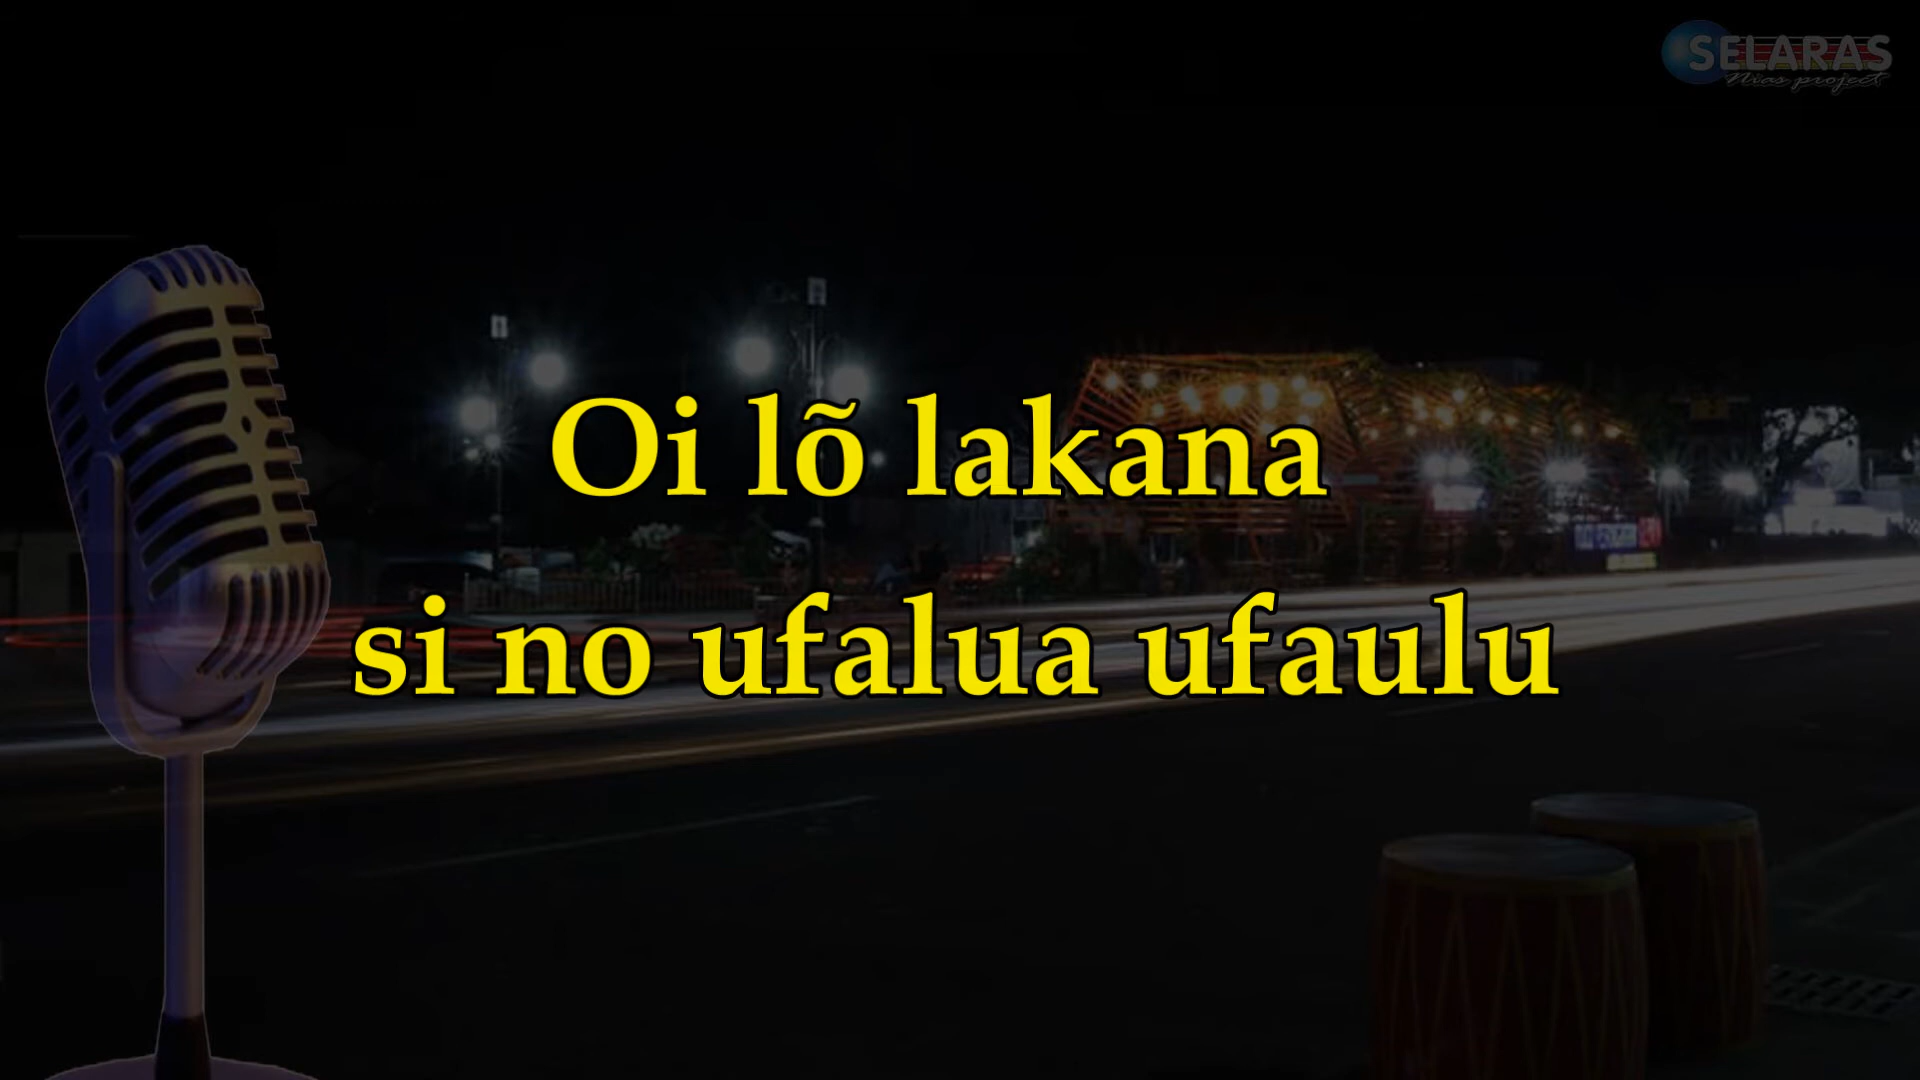 SELARAS
Nias project
Oi lõ lakana
si no ufalua ufaulu